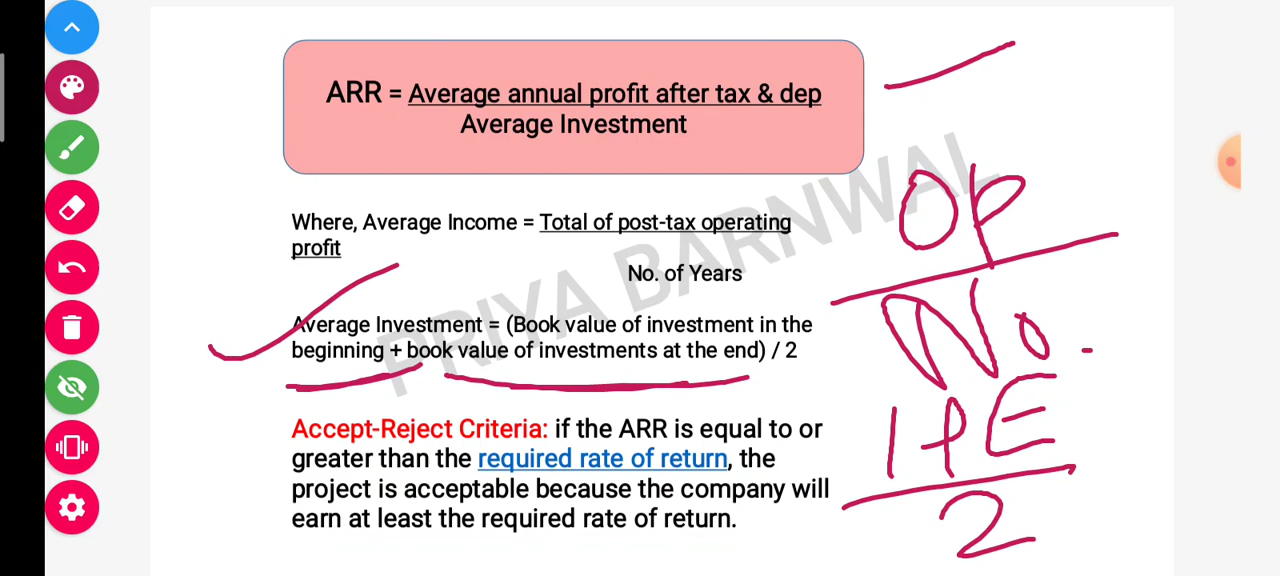 ARR = Average annual profit after tax & dep
Average Investment
Where, Average Income = Total of post-tax operating
profit
No. of Years
Average Investment = (Book value of investment in the
beginning + book value of investments at the end) / 2
Accept-Reject Criteria: if the ARR is equal to or
greater than the required rate of return, the
project is acceptable because the company will
earn at least the required rate of return.
PRIYA BARNWAL
OP
No.
2